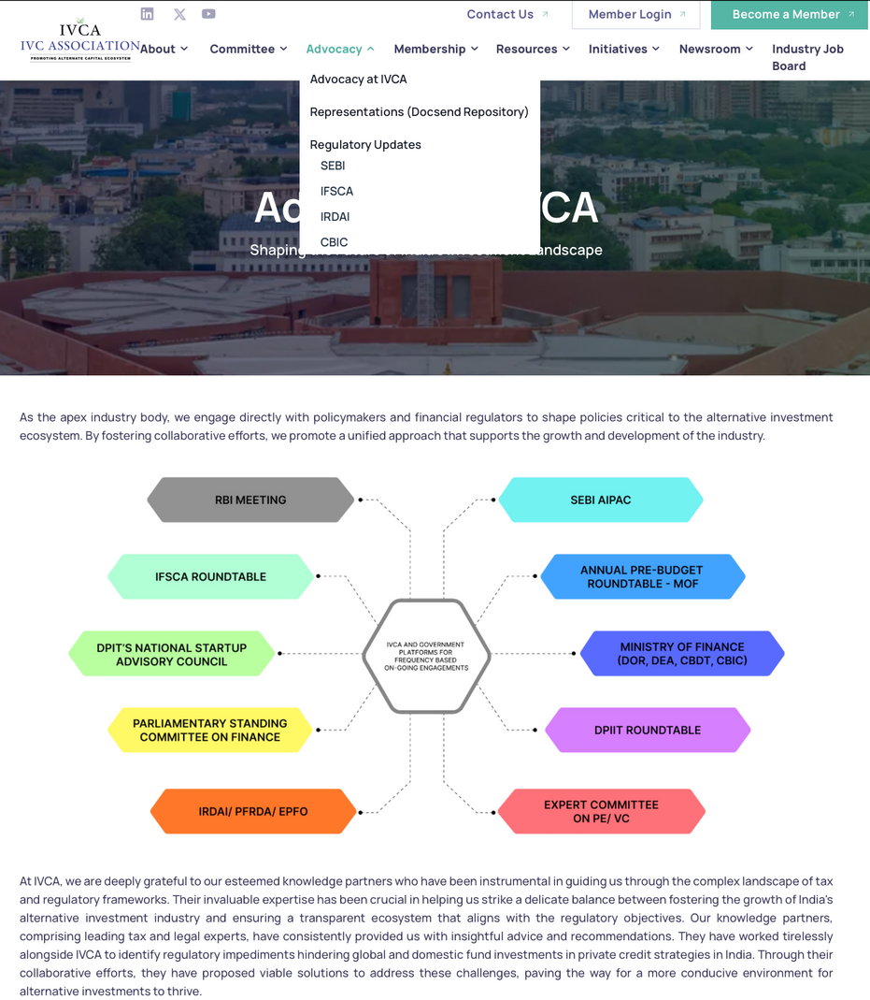 IVCA
IVC ASSOCIATION
PROMOTING ALTERNATE CAPITAL ECOSYSTEM
Contact Us
Member Login
Become a Member
About
Committee
Advocacy
Membership
Resources
Initiatives
Newsroom
Industry Job
Board
Advocacy at IVCA
Representations (Docsend Repository)
Regulatory Updates
SEBI
IFSCA
IRDAI
CBIC
As the apex industry body, we engage directly with policymakers and financial regulators to shape policies critical to the alternative investment
ecosystem. By fostering collaborative efforts, we promote a unified approach that supports the growth and development of the industry.
RBI MEETING
SEBI AIPAC
IFSCA ROUNDTABLE
ANNUAL PRE-BUDGET
ROUNDTABLE - MOF
DPIT'S NATIONAL STARTUP
ADVISORY COUNCIL
IVCA AND GOVERNMENT
PLATFORMS FOR
FREQUENCY BASED
ON-GOING ENGAGEMENTS
MINISTRY OF FINANCE
(DOR, DEA, CBDT, CBIC)
PARLIAMENTARY STANDING
COMMITTEE ON FINANCE
DPIIT ROUNDTABLE
IRDAI/ PFRDA/ EPFO
EXPERT COMMITTEE
ON PE/ VC
At IVCA, we are deeply grateful to our esteemed knowledge partners who have been instrumental in guiding us through the complex landscape of tax
and regulatory frameworks. Their invaluable expertise has been crucial in helping us strike a delicate balance between fostering the growth of India's
alternative investment industry and ensuring a transparent ecosystem that aligns with the regulatory objectives. Our knowledge partners,
comprising leading tax and legal experts, have consistently provided us with insightful advice and recommendations. They have worked tirelessly
alongside IVCA to identify regulatory impediments hindering global and domestic fund investments in private credit strategies in India. Through their
collaborative efforts, they have proposed viable solutions to address these challenges, paving the way for a more conducive environment for
alternative investments to thrive.